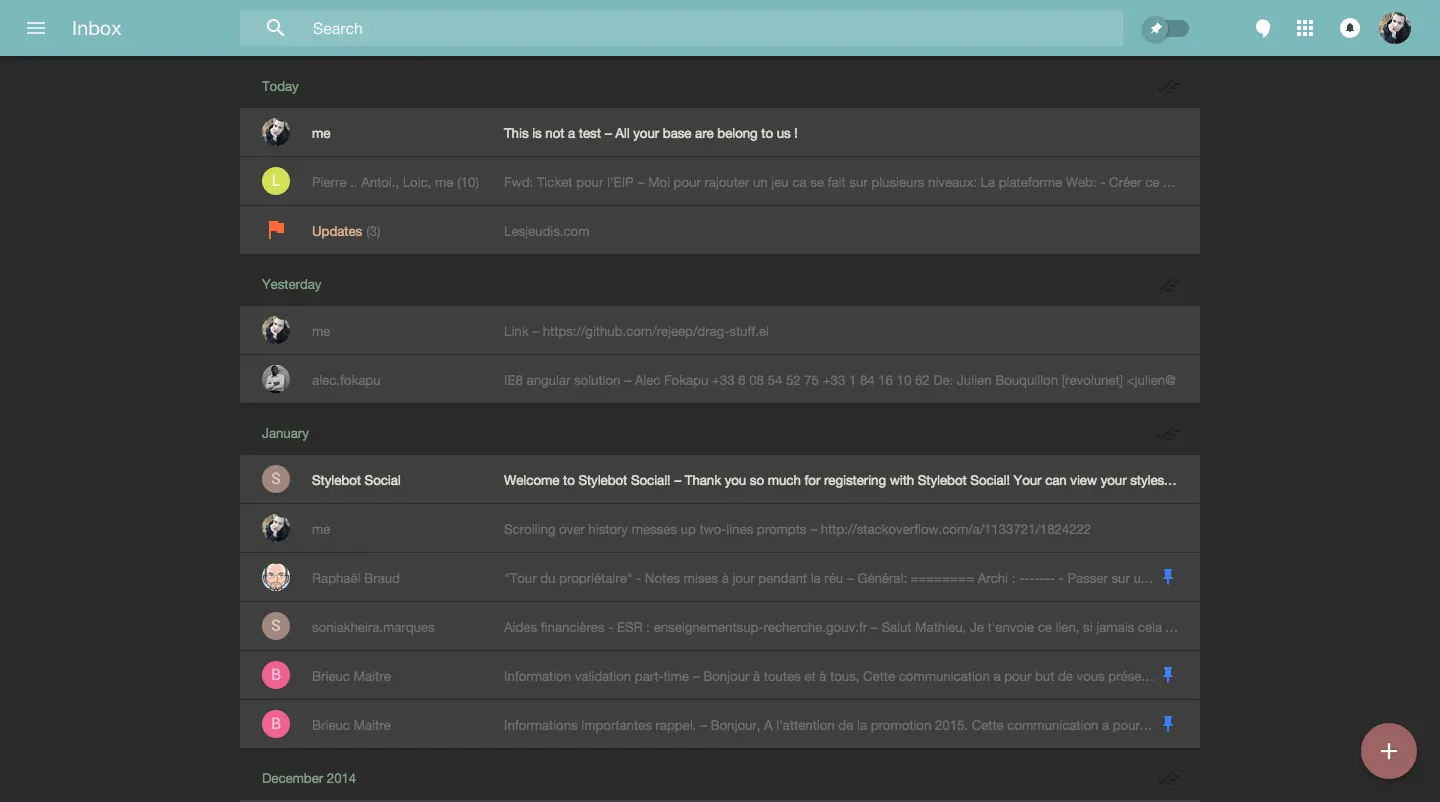 Inbox
Search
Today
me This is not a test – All your base are belong to us !
L Pierre .. Antoi., Loic, me (10) Fwd: Ticket pour l'EIP – Moi pour rajouter un jeu ca se fait sur plusieurs niveaux: La plateforme Web: - Créer ce ...
Updates (3) Lesjeudis.com
Yesterday
me Link – https://github.com/rejeep/drag-stuff.el
alec.fokapu IE8 angular solution – Alec Fokapu +33 6 08 54 52 75 +33 1 84 16 10 62 De: Julien Bouquillon [revolunet] <julien@
January
S Stylebot Social Welcome to Stylebot Social! – Thank you so much for registering with Stylebot Social! Your can view your styles...
me Scrolling over history messes up two-lines prompts – http://stackoverflow.com/a/1133721/1824222
Raphaël Braud "Tour du propriétaire" - Notes mises à jour pendant la réu – Général: ======== Archi : ------- - Passer sur u...
S soniakheira.marques Aides financières - ESR : enseignementsup-recherche.gouv.fr – Salut Mathieu, Je t'envoie ce lien, si jamais cela ...
B Brieuc Maitre Information validation part-time – Bonjour à toutes et à tous, Cette communication a pour but de vous prése...
B Brieuc Maitre Informations importantes rappel. – Bonjour, A l'attention de la promotion 2015. Cette communication a pour...
December 2014